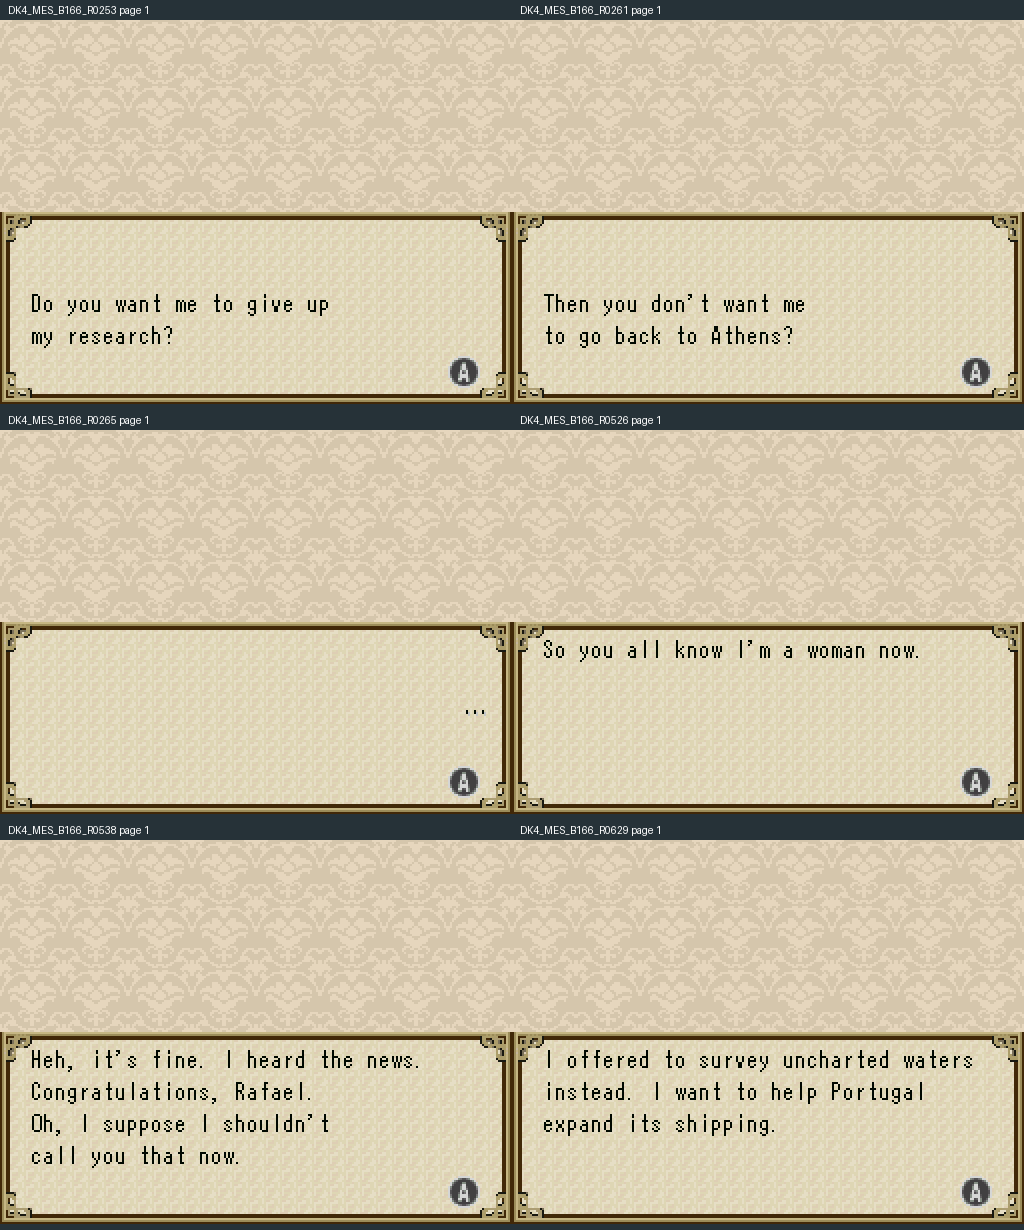 DK4_MES_B166_R0253 page 1
Do you want me to give up
my research?
A
DK4_MES_B166_R0261 page 1
Then you don't want me
to go back to Athens?
A
DK4_MES_B166_R0265 page 1
...
A
DK4_MES_B166_R0526 page 1
So you all know I'm a woman now.
A
DK4_MES_B166_R0538 page 1
Heh, it's fine. I heard the news.
Congratulations, Rafael.
Oh, I suppose I shouldn't
call you that now.
A
DK4_MES_B166_R0629 page 1
I offered to survey uncharted waters
instead. I want to help Portugal
expand its shipping.
A